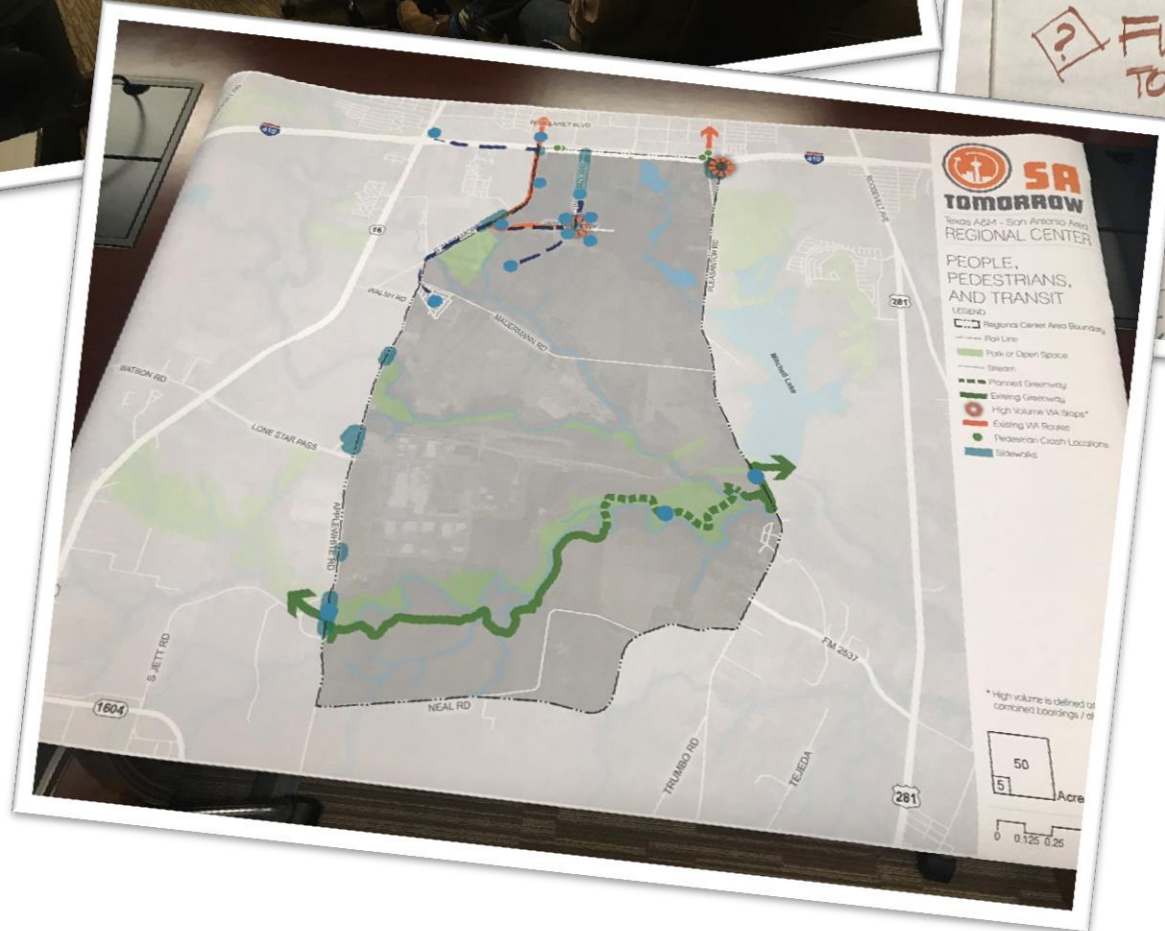 ?
TO
410
410
16
WALSH RD
MAUERMANN RD
PLEASANTON RD
ROOSEVELT AVE
281
Mitchell Lake
WATSON RD
LONE STAR PASS
APPLEWHITE RD
S JETT RD
1604
NEAL RD
FM 2537
TRUMBO RD
TEJEDA
281
SA
TOMORROW
Texas A&M - San Antonio Area
REGIONAL CENTER
PEOPLE,
PEDESTRIANS,
AND TRANSIT
LEGEND
Regional Center Area Boundary
Rail Line
Park or Open Space
Stream
Planned Greenway
Existing Greenway
High Volume VIA Stops*
Existing VIA Routes
Pedestrian Crash Locations
Sidewalks
* High volume is defined as
combined boardings /
50
5
Acre
0 0.125 0.25